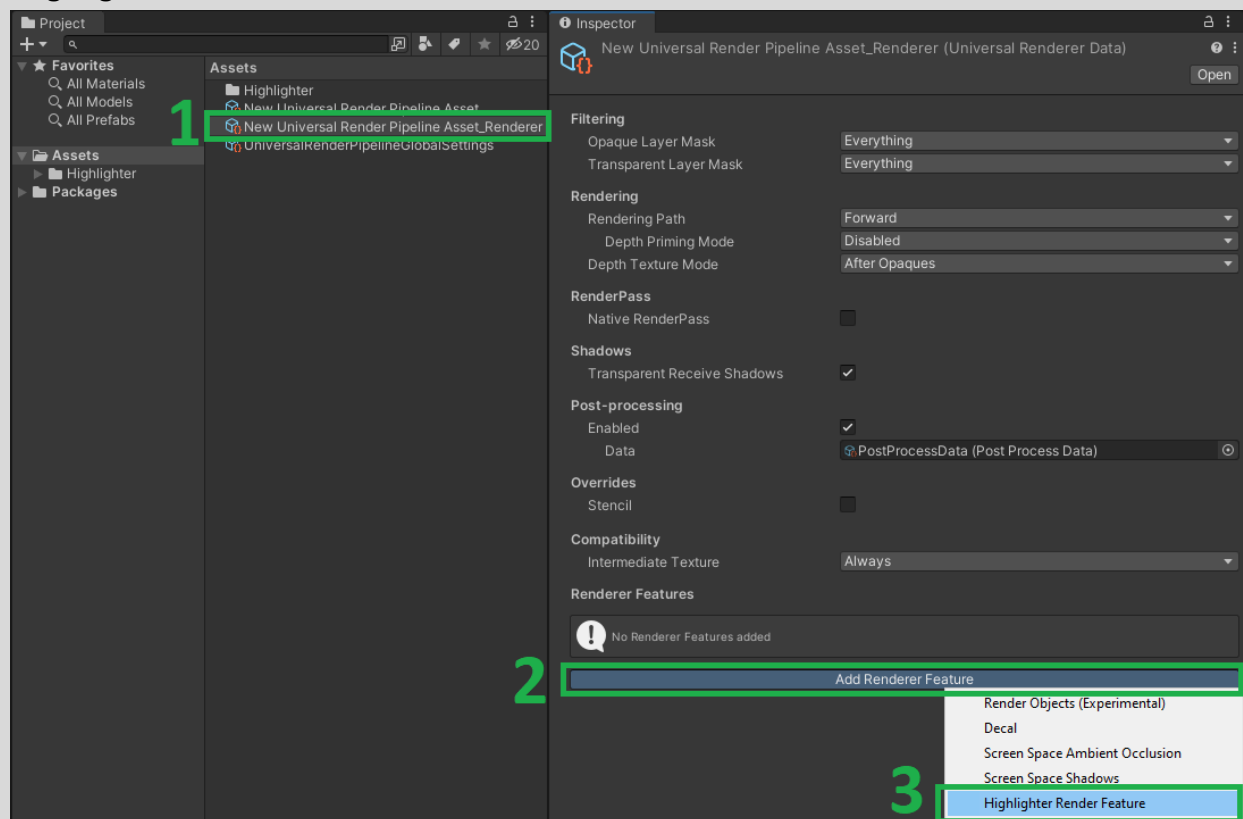 Project
20
Favorites
All Materials
All Models
All Prefabs
Assets
Highlighter
Packages
Assets
Highlighter
New Universal Render Pipeline Asset
New Universal Render Pipeline Asset_Renderer
UniversalRenderPipelineGlobalSettings
1
Inspector
New Universal Render Pipeline Asset_Renderer (Universal Renderer Data)
Open
Filtering
Opaque Layer Mask Everything
Transparent Layer Mask Everything
Rendering
Rendering Path Forward
Depth Priming Mode Disabled
Depth Texture Mode After Opaques
RenderPass
Native RenderPass
Shadows
Transparent Receive Shadows
Post-processing
Enabled
Data PostProcessData (Post Process Data)
Overrides
Stencil
Compatibility
Intermediate Texture Always
Renderer Features
No Renderer Features added
2
Add Renderer Feature
Render Objects (Experimental)
Decal
Screen Space Ambient Occlusion
Screen Space Shadows
3
Highlighter Render Feature